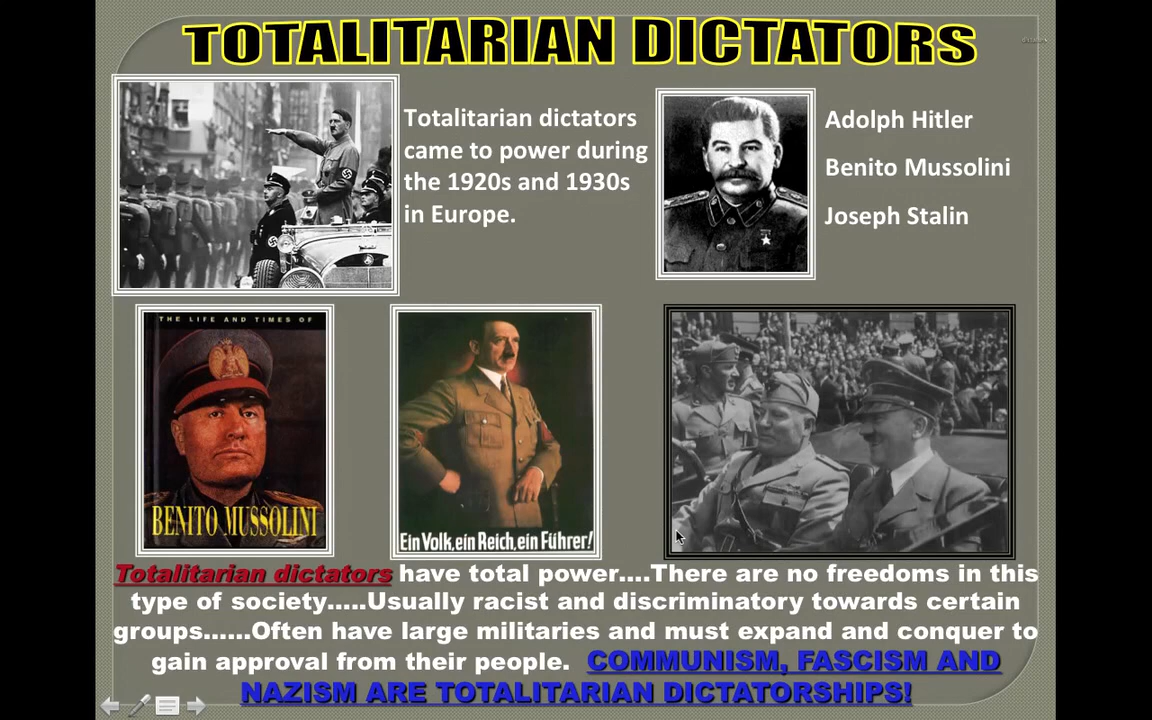 TOTALITARIAN DICTATORS
Totalitarian dictators
came to power during
the 1920s and 1930s
in Europe.
Adolph Hitler
Benito Mussolini
Joseph Stalin
THE LIFE AND TIMES OF
BENITO MUSSOLINI
Ein Volk, ein Reich, ein Führer!
Totalitarian dictators have total power....There are no freedoms in this
type of society.....Usually racist and discriminatory towards certain
groups......Often have large militaries and must expand and conquer to
gain approval from their people. COMMUNISM, FASCISM AND
NAZISM ARE TOTALITARIAN DICTATORSHIPS!